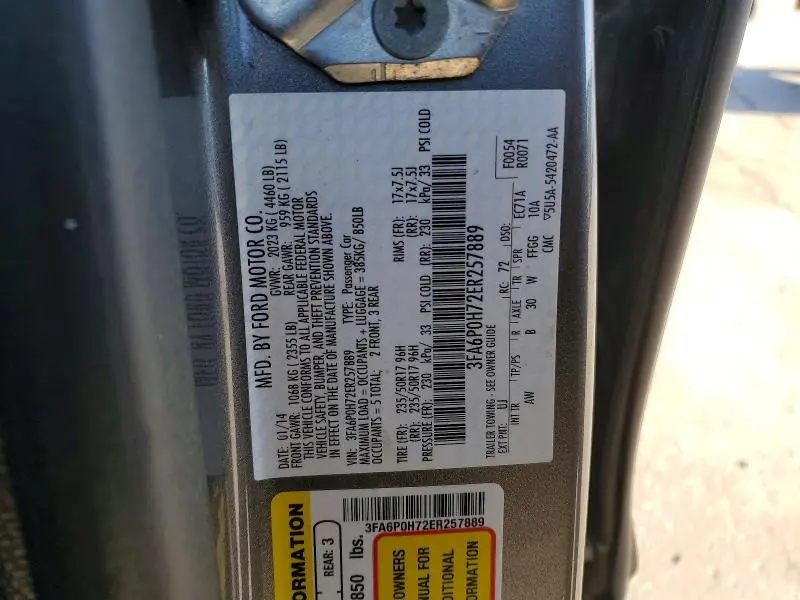 MFD. BY FORD MOTOR CO.
DATE: 01/14 GVWR: 2023 KG ( 4460 LB)
FRONT GAWR: 1068 KG ( 2355 LB) REAR GAWR: 959 KG ( 2115 LB)
THIS VEHICLE CONFORMS TO ALL APPLICABLE FEDERAL MOTOR
VEHICLE SAFETY, BUMPER, AND THEFT PREVENTION STANDARDS
IN EFFECT ON THE DATE OF MANUFACTURE SHOWN ABOVE.
VIN: 3FA6P0H72ER257889 TYPE: Passenger Car
MAXIMUM LOAD = OCCUPANTS + LUGGAGE = 385KG/ 850LB
OCCUPANTS = 5 TOTAL; 2 FRONT, 3 REAR
TIRE (FR): 235/50R17 96H RIMS (FR): 17x7.5J
(RR): 235/50R17 96H (RR): 17x7.5J
PRESSURE (FR): 230 kPa/ 33 PSI COLD (RR): 230 kPa/ 33 PSI COLD
3FA6P0H72ER257889
TRAILER TOWING - SEE OWNER GUIDE
F0054
R0071
EXT PNT: UJ RC: 72 DSO:
INT TR TP/PS R AXLE TR SPR EC71A
AW B 30 W FFGG 10A
CMC 5U5A-5420472-AA
3FA6P0H72ER257889
ORMATION
REAR: 3
850 lbs.
OWNERS
NUAL FOR
DITIONAL
ORMATION